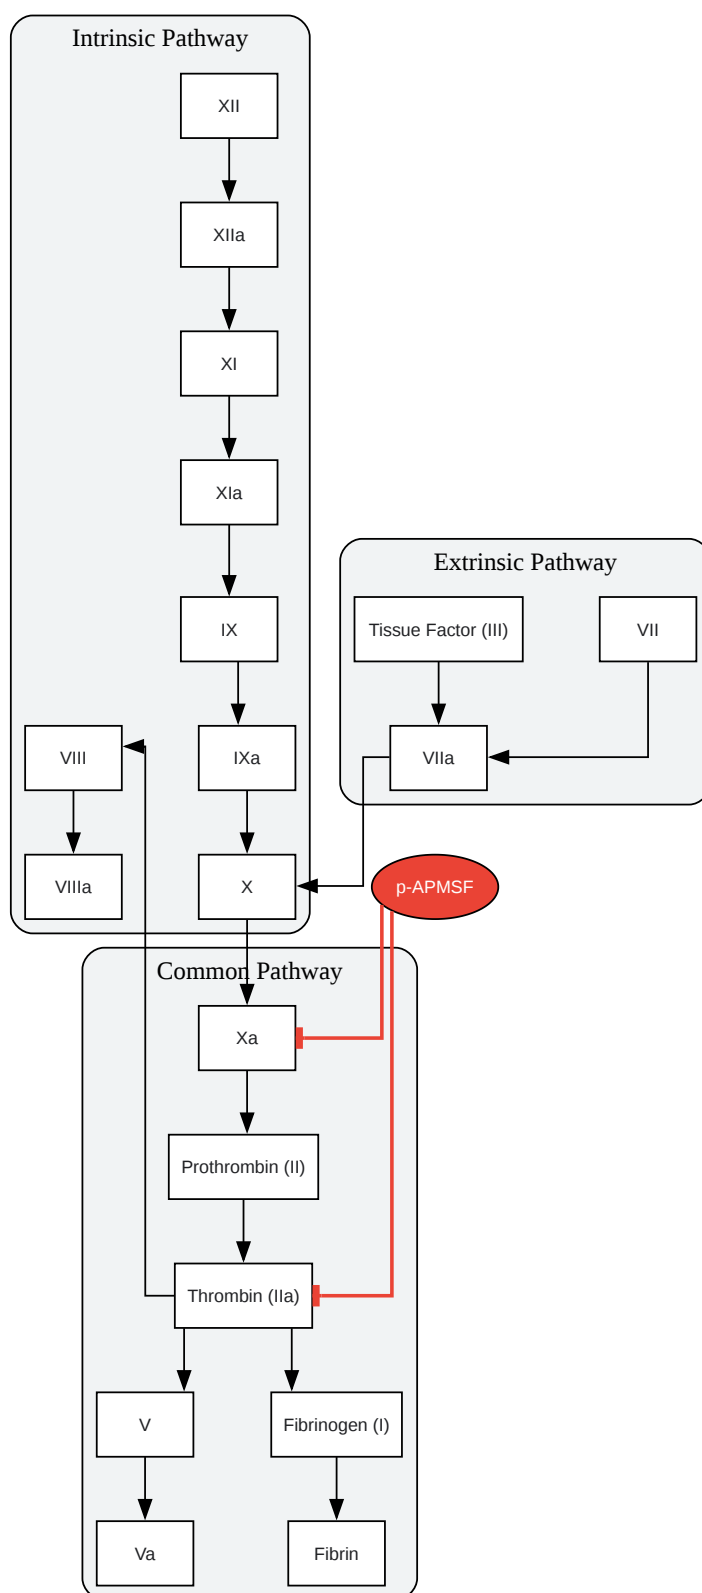 Intrinsic Pathway
XII
XIIa
XI
XIa
IX
VIII
IXa
VIIIa
X
Extrinsic Pathway
Tissue Factor (III)
VII
VIIa
p-APMSF
Common Pathway
Xa
Prothrombin (II)
Thrombin (IIa)
V
Fibrinogen (I)
Va
Fibrin